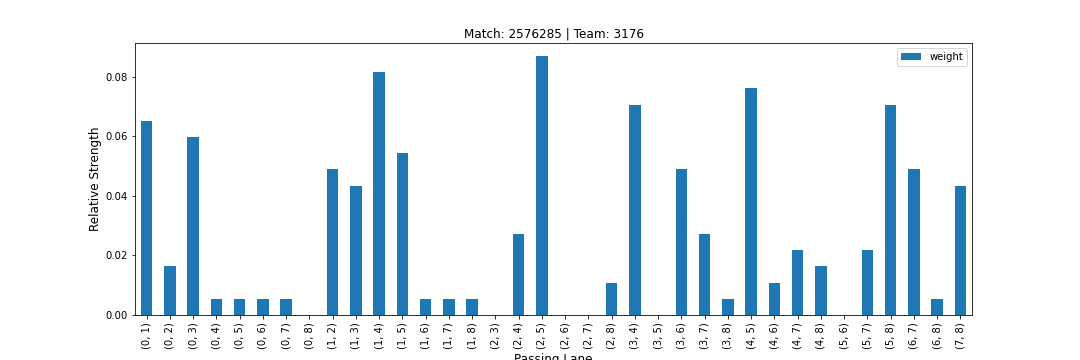 Match: 2576285 | Team: 3176
weight
Relative Strength
0.08
0.06
0.04
0.02
0.00
(0, 1) (0, 2) (0, 3) (0, 4) (0, 5) (0, 6) (0, 7) (0, 8) (1, 2) (1, 3) (1, 4) (1, 5) (1, 6) (1, 7) (1, 8) (2, 3) (2, 4) (2, 5) (2, 6) (2, 7) (2, 8) (3, 4) (3, 5) (3, 6) (3, 7) (3, 8) (4, 5) (4, 6) (4, 7) (4, 8) (5, 6) (5, 7) (5, 8) (6, 7) (6, 8) (7, 8)
Passing Lane